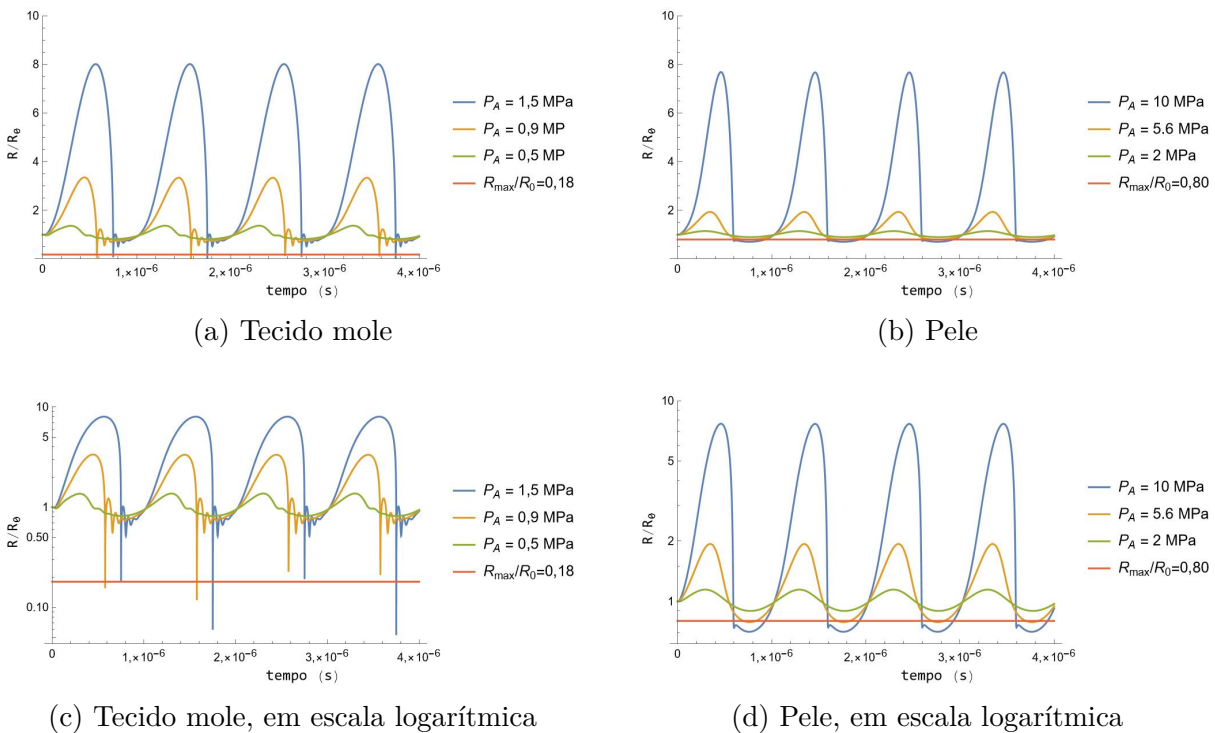 10
8
6
4
2
R/R₀
0
1,×10⁻⁶
2,×10⁻⁶
3,×10⁻⁶
4,×10⁻⁶
tempo (s)
P_A = 1,5 MPa
P_A = 0,9 MP
P_A = 0,5 MP
R_max/R₀=0,18
(a) Tecido mole
10
8
6
4
2
R/R₀
0
1,×10⁻⁶
2,×10⁻⁶
3,×10⁻⁶
4,×10⁻⁶
tempo (s)
P_A = 10 MPa
P_A = 5.6 MPa
P_A = 2 MPa
R_max/R₀=0,80
(b) Pele
10
5
1
0.50
0.10
R/R₀
0
1,×10⁻⁶
2,×10⁻⁶
3,×10⁻⁶
4,×10⁻⁶
tempo (s)
P_A = 1,5 MPa
P_A = 0,9 MPa
P_A = 0,5 MPa
R_max/R₀=0,18
(c) Tecido mole, em escala logarítmica
10
5
2
1
R/R₀
0
1,×10⁻⁶
2,×10⁻⁶
3,×10⁻⁶
4,×10⁻⁶
tempo (s)
P_A = 10 MPa
P_A = 5.6 MPa
P_A = 2 MPa
R_max/R₀=0,80
(d) Pele, em escala logarítmica